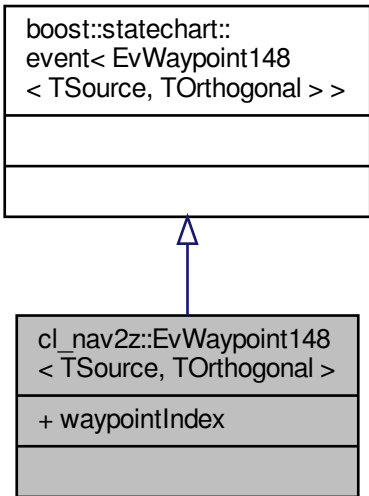 boost::statechart::
event< EvWaypoint148
< TSource, TOrthogonal > >
cl_nav2z::EvWaypoint148
< TSource, TOrthogonal >
+ waypointIndex